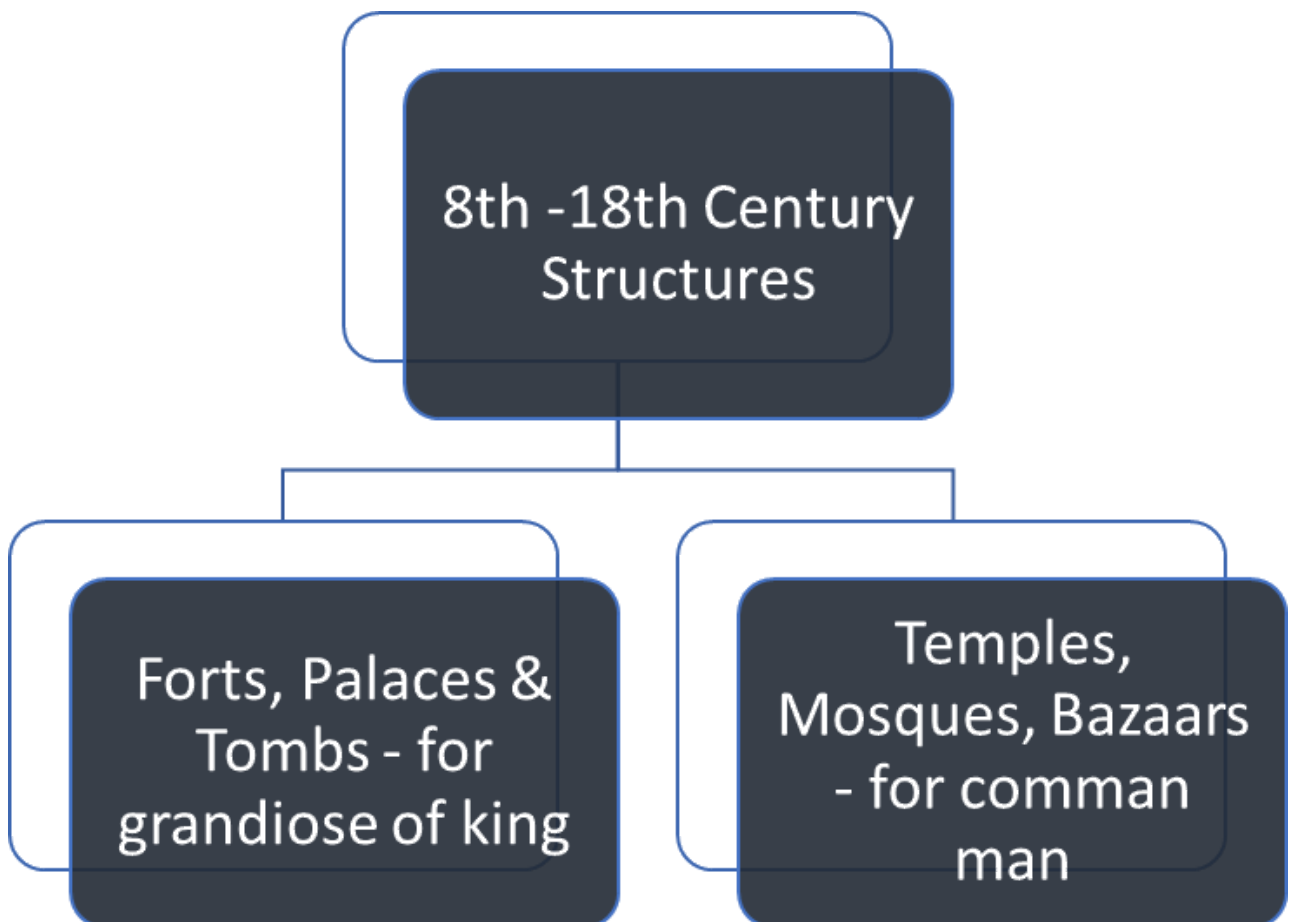 8th -18th Century
Structures
Forts, Palaces &
Tombs - for
grandiose of king
Temples,
Mosques, Bazaars
- for comman
man